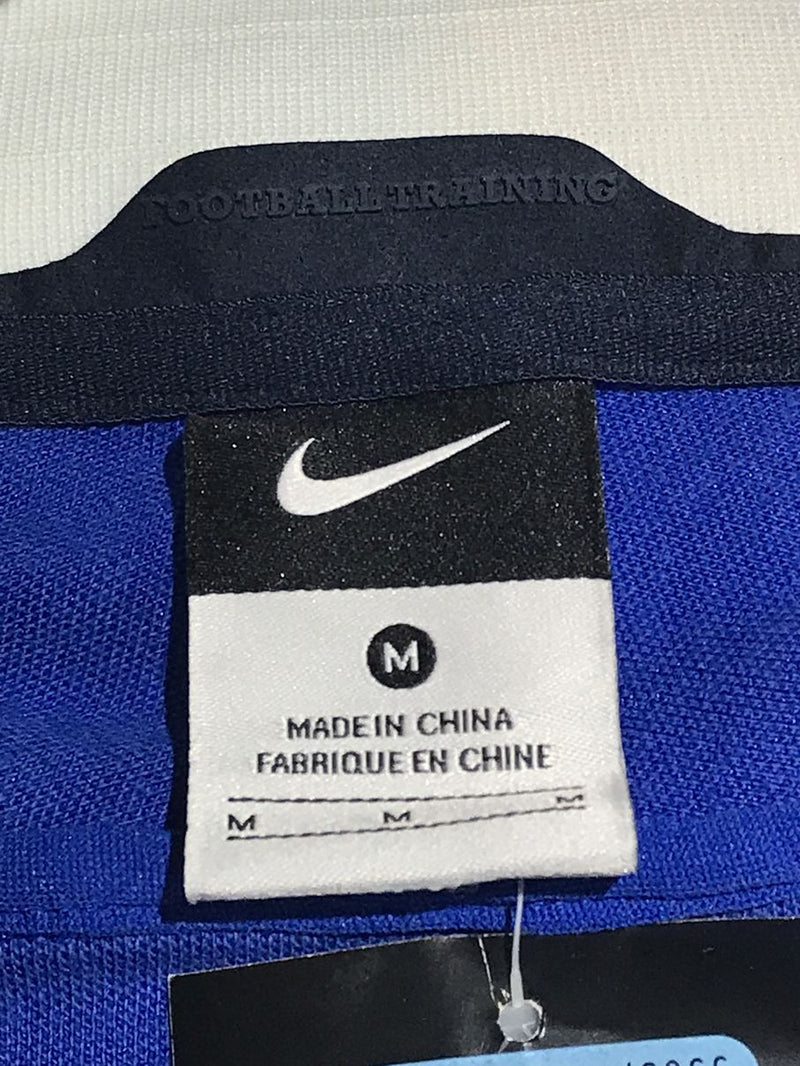 FOOTBALL TRAINING
M
MADE IN CHINA
FABRIQUE EN CHINE
M M M